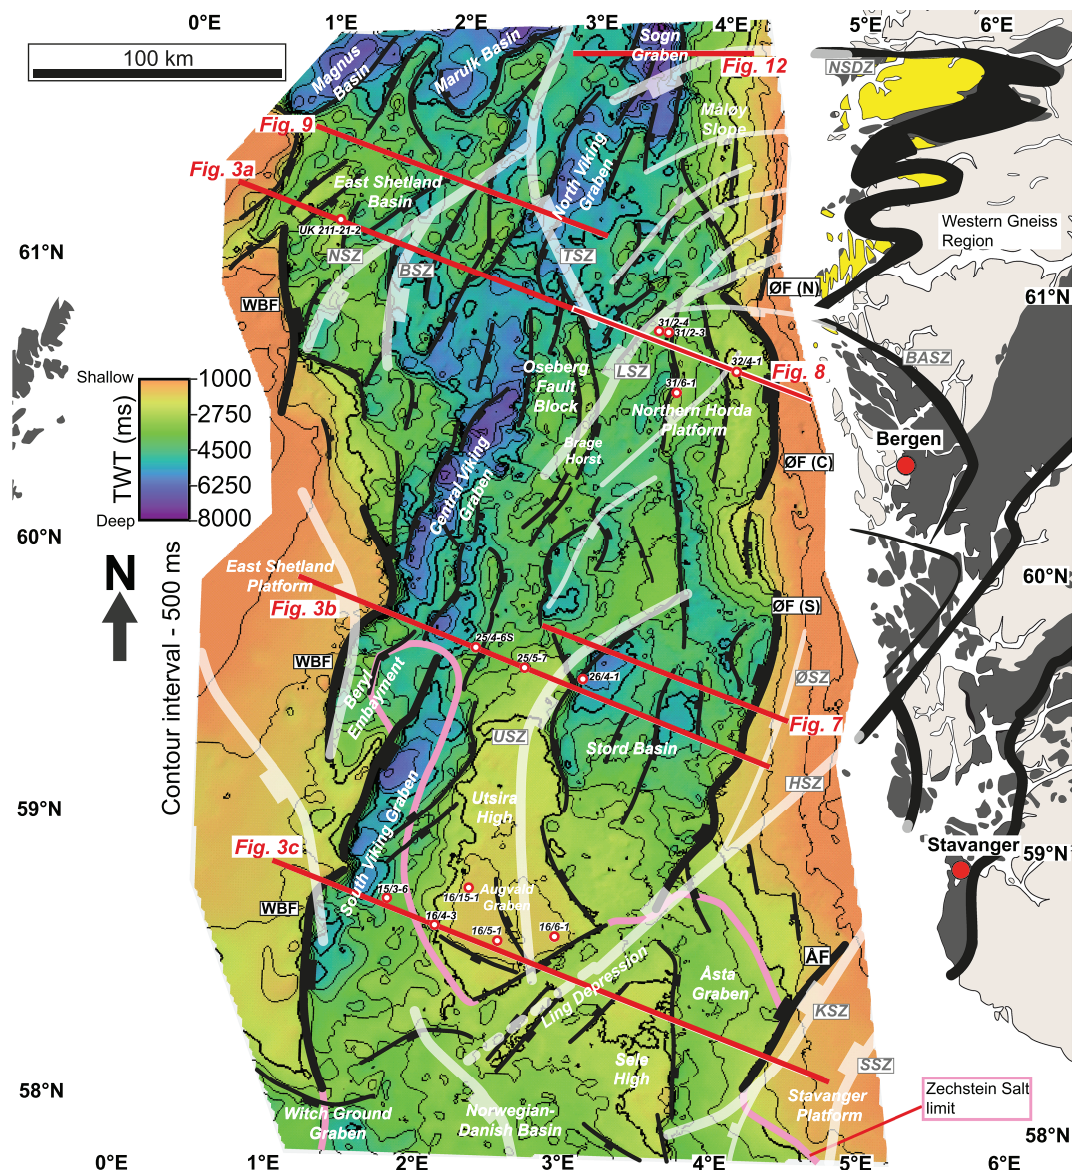 0°E
1°E
2°E
3°E
4°E
5°E
6°E
100 km
Magnus
Basin
Marulk Basin
Sogn
Graben
Fig. 12
NSDZ
Måløy
Slope
Fig. 9
Fig. 3a
East Shetland
Basin
North Viking
Graben
UK 211-21-2
NSZ
BSZ
TSZ
Western Gneiss
Region
61°N
61°N
WBF
ØF (N)
31/2-4
31/2-3
32/4-1
31/6-1
Fig. 8
LSZ
BASZ
Oseberg
Fault
Block
Northern Horda
Platform
Brage
Horst
Bergen
ØF (C)
Shallow
Deep
TWT (ms)
-1000
-2750
-4500
-6250
-8000
Central Viking
Graben
60°N
60°N
N
Contour interval - 500 ms
East Shetland
Platform
Fig. 3b
ØF (S)
25/4-6S
25/5-7
26/4-1
WBF
Beryl
Embayment
ØSZ
Fig. 7
USZ
Stord Basin
HSZ
59°N
59°N
Utsira
High
South Viking Graben
Stavanger
Fig. 3c
15/3-6
16/15-1
Augvald
Graben
WBF
16/4-3
16/5-1
16/6-1
ÅF
Ling Depression
Åsta
Graben
KSZ
SSZ
Sele
High
58°N
58°N
Stavanger
Platform
Zechstein Salt
limit
Witch Ground
Graben
Norwegian-
Danish Basin
0°E
1°E
2°E
3°E
4°E
5°E
6°E